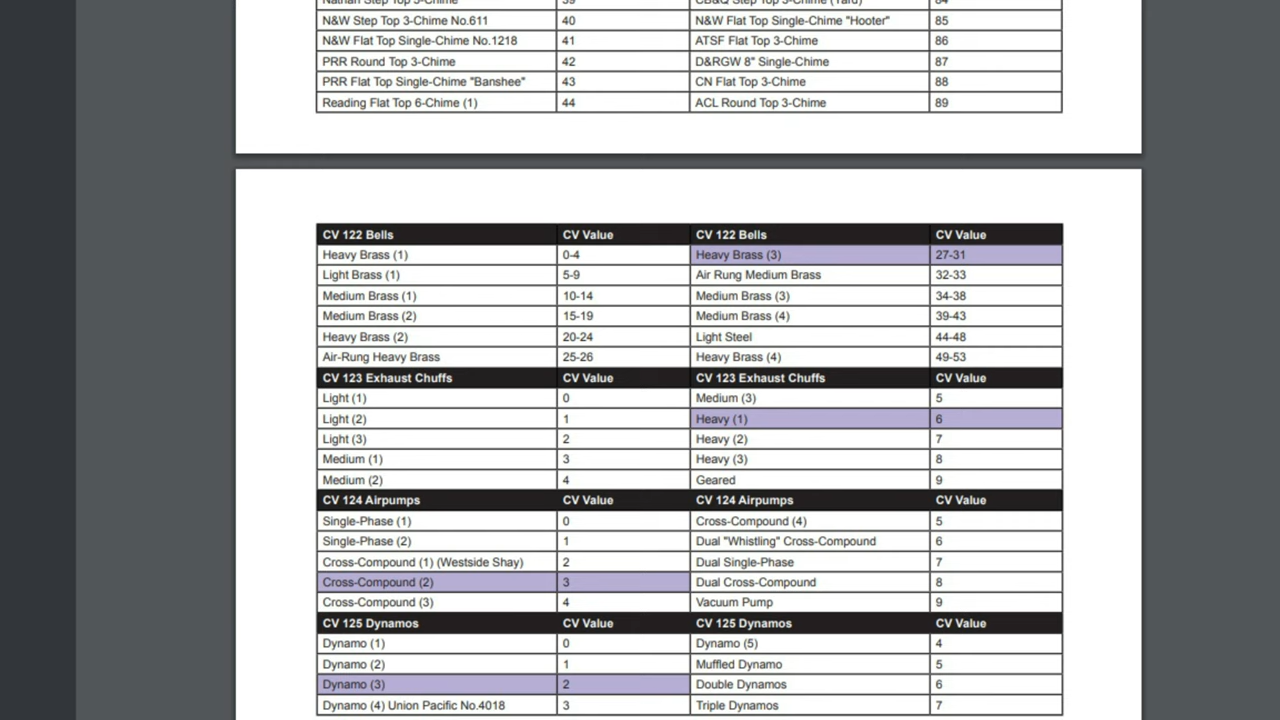 Nathan Step Top 3-Chime 39 CB&Q Step Top 3-Chime (Yard) 84
N&W Step Top 3-Chime No.611 40 N&W Flat Top Single-Chime "Hooter" 85
N&W Flat Top Single-Chime No.1218 41 ATSF Flat Top 3-Chime 86
PRR Round Top 3-Chime 42 D&RGW 8" Single-Chime 87
PRR Flat Top Single-Chime "Banshee" 43 CN Flat Top 3-Chime 88
Reading Flat Top 6-Chime (1) 44 ACL Round Top 3-Chime 89
CV 122 Bells CV Value CV 122 Bells CV Value
Heavy Brass (1) 0-4 Heavy Brass (3) 27-31
Light Brass (1) 5-9 Air Rung Medium Brass 32-33
Medium Brass (1) 10-14 Medium Brass (3) 34-38
Medium Brass (2) 15-19 Medium Brass (4) 39-43
Heavy Brass (2) 20-24 Light Steel 44-48
Air-Rung Heavy Brass 25-26 Heavy Brass (4) 49-53
CV 123 Exhaust Chuffs CV Value CV 123 Exhaust Chuffs CV Value
Light (1) 0 Medium (3) 5
Light (2) 1 Heavy (1) 6
Light (3) 2 Heavy (2) 7
Medium (1) 3 Heavy (3) 8
Medium (2) 4 Geared 9
CV 124 Airpumps CV Value CV 124 Airpumps CV Value
Single-Phase (1) 0 Cross-Compound (4) 5
Single-Phase (2) 1 Dual "Whistling" Cross-Compound 6
Cross-Compound (1) (Westside Shay) 2 Dual Single-Phase 7
Cross-Compound (2) 3 Dual Cross-Compound 8
Cross-Compound (3) 4 Vacuum Pump 9
CV 125 Dynamos CV Value CV 125 Dynamos CV Value
Dynamo (1) 0 Dynamo (5) 4
Dynamo (2) 1 Muffled Dynamo 5
Dynamo (3) 2 Double Dynamos 6
Dynamo (4) Union Pacific No.4018 3 Triple Dynamos 7